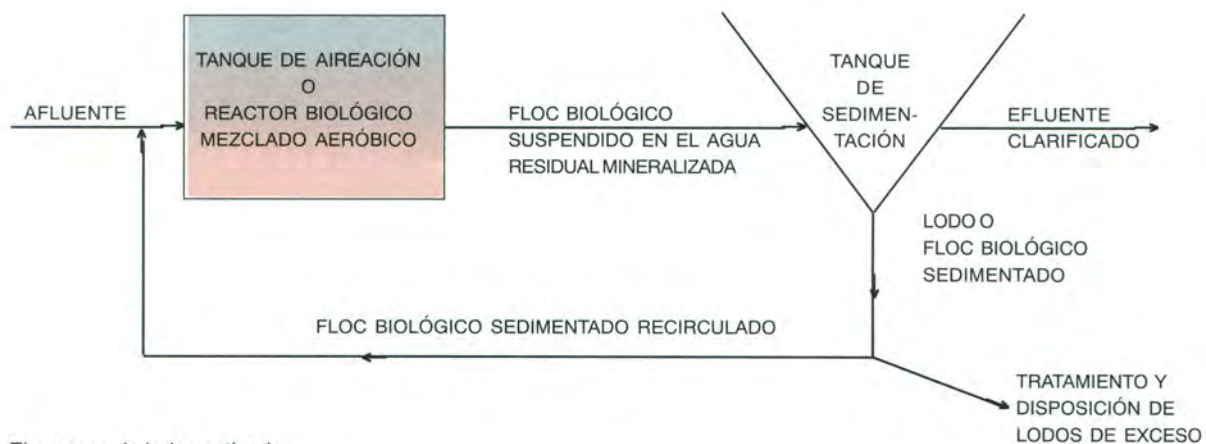 TANQUE DE AIREACIÓN
O
REACTOR BIOLÓGICO
MEZCLADO AERÓBICO
AFLUENTE
FLOC BIOLÓGICO
SUSPENDIDO EN EL AGUA
RESIDUAL MINERALIZADA
TANQUE
DE
SEDIMEN-
TACIÓN
EFLUENTE
CLARIFICADO
LODO O
FLOC BIOLÓGICO
SEDIMENTADO
FLOC BIOLÓGICO SEDIMENTADO RECIRCULADO
TRATAMIENTO Y
DISPOSICIÓN DE
LODOS DE EXCESO